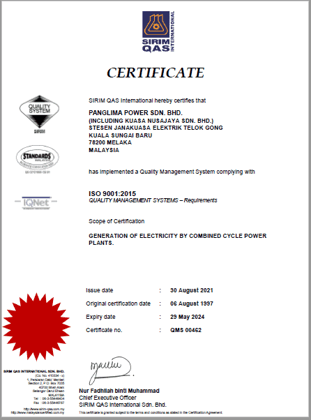 SIRIM
QAS
INTERNATIONAL
CERTIFICATE
QUALITY
SYSTEM
SIRIM
STANDARDS
IQNet
SIRIM QAS International hereby certifies that
PANGLIMA POWER SDN. BHD.
(INCLUDING KUASA NUSAJAYA SDN. BHD.)
STESEN JANAKUASA ELEKTRIK TELOK GONG
KUALA SUNGAI BARU
78200 MELAKA
MALAYSIA
has implemented a Quality Management System complying with
ISO 9001:2015
QUALITY MANAGEMENT SYSTEMS – Requirements
Scope of Certification
GENERATION OF ELECTRICITY BY COMBINED CYCLE POWER
PLANTS.
Issue date : 30 August 2021
Original certification date : 06 August 1997
Expiry date : 29 May 2024
Certificate no. : QMS 00462
SIRIM QAS INTERNATIONAL SDN. BHD.
MALAYSIA
Nur Fadhilah binti Muhammad
Chief Executive Officer
SIRIM QAS International Sdn. Bhd.
This certificate is granted subject to the terms and conditions as stated in the Certification Agreement.